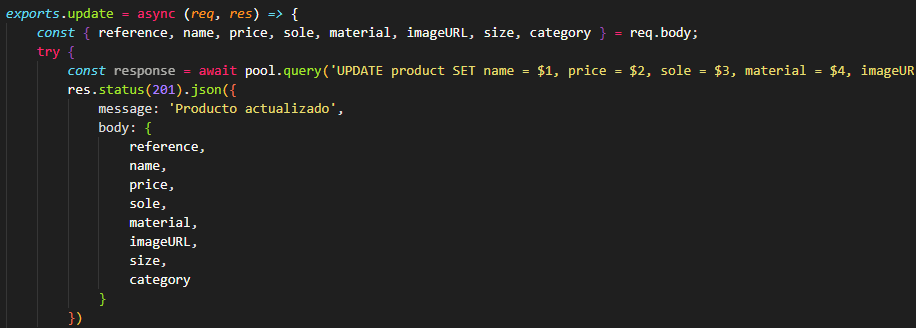 exports.update = async (req, res) => {
const { reference, name, price, sole, material, imageURL, size, category } = req.body;
try {
const response = await pool.query('UPDATE product SET name = $1, price = $2, sole = $3, material = $4, imageUR
res.status(201).json({
message: 'Producto actualizado',
body: {
reference,
name,
price,
sole,
material,
imageURL,
size,
category
}
})